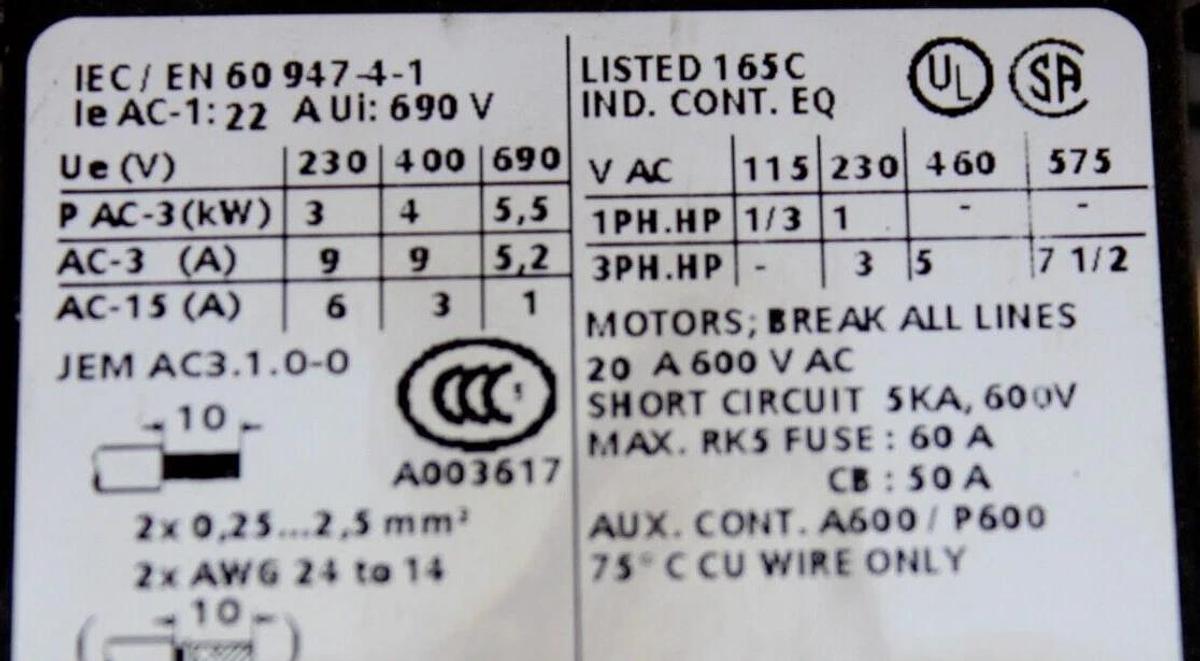 IEC/ EN 60 947-4-1
Ie AC-1: 22 A Ui: 690 V
Ue (V) 230 400 690
P AC-3 (kW) 3 4 5,5
AC-3 (A) 9 9 5,2
AC-15 (A) 6 3 1
JEM AC3.1.0-0
CCC
A003617
10
2x 0,25...2,5 mm²
2x AWG 24 to 14
10
LISTED 165C
IND. CONT. EQ
UL SA
V AC 115 230 460 575
1PH.HP 1/3 1 - -
3PH.HP - 3 5 7 1/2
MOTORS; BREAK ALL LINES
20 A 600 V AC
SHORT CIRCUIT 5KA, 600V
MAX. RK5 FUSE : 60 A
CB : 50 A
AUX. CONT. A600 / P600
75° C CU WIRE ONLY